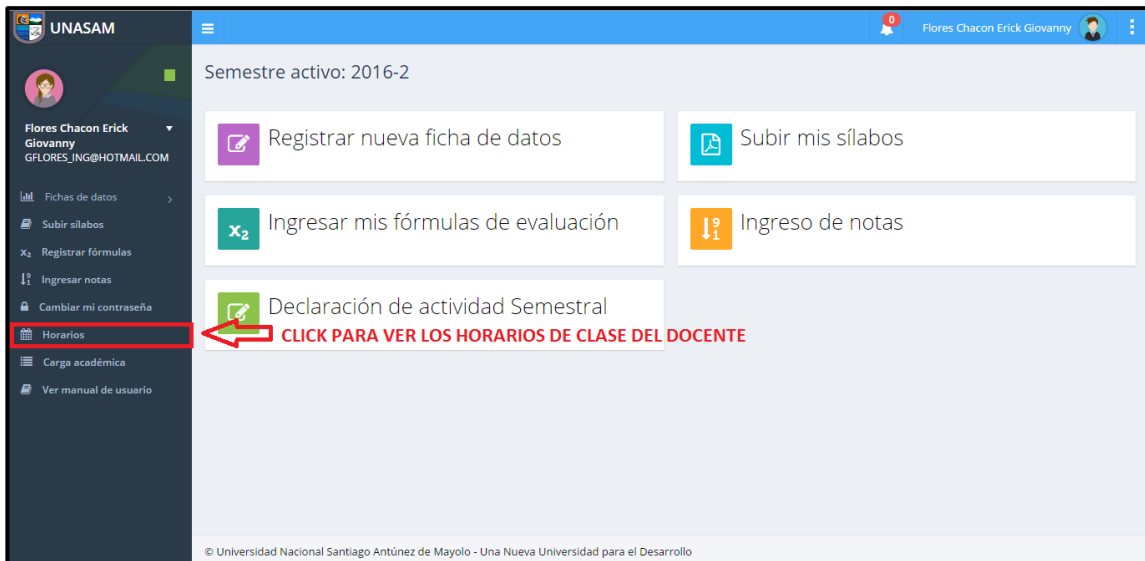 UNASAM
0
Flores Chacon Erick Giovanny
Semestre activo: 2016-2
Flores Chacon Erick
Giovanny
GFLORES_ING@HOTMAIL.COM
Fichas de datos
Subir sílabos
x₂ Registrar fórmulas
Ingresar notas
Cambiar mi contraseña
Horarios
Carga académica
Ver manual de usuario
Registrar nueva ficha de datos
Subir mis sílabos
x₂ Ingresar mis fórmulas de evaluación
Ingreso de notas
Declaración de actividad Semestral
CLICK PARA VER LOS HORARIOS DE CLASE DEL DOCENTE
© Universidad Nacional Santiago Antúnez de Mayolo - Una Nueva Universidad para el Desarrollo